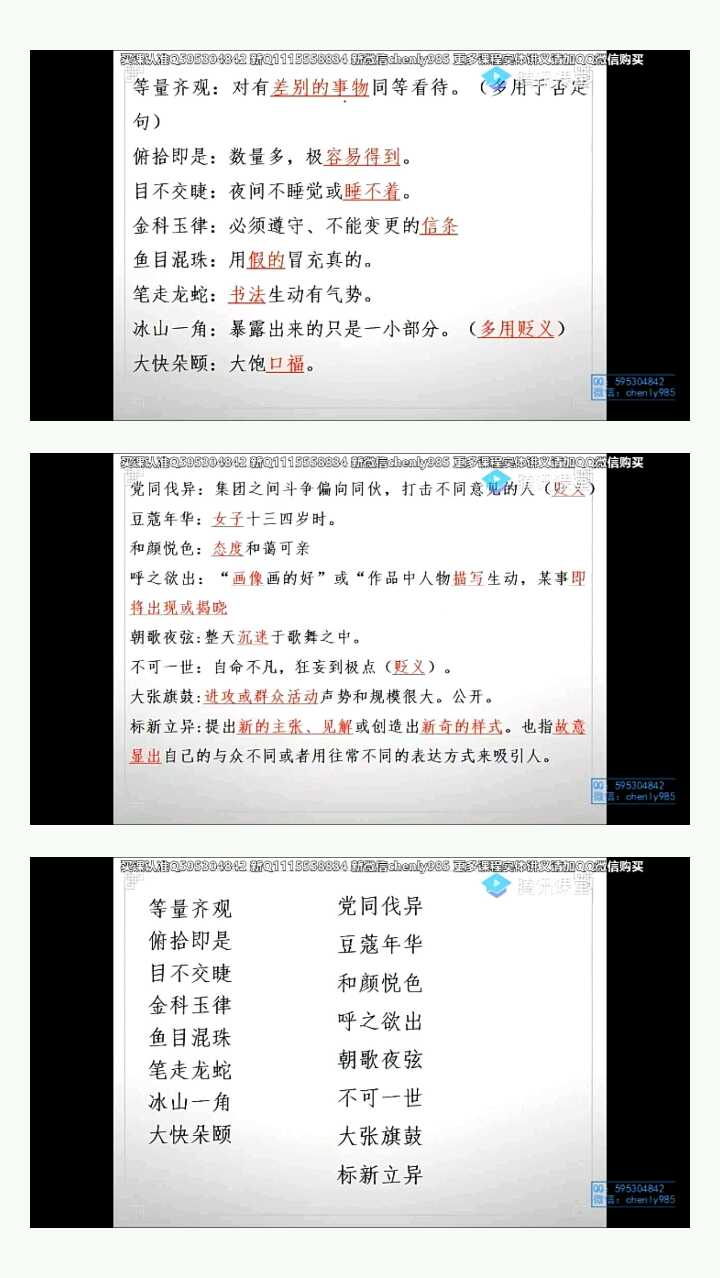 买课认准Q595304842 新Q1115558834 新微信chenly985 更多课程实体讲义请加QQ微信购买
腾讯课堂
等量齐观：对有差别的事物同等看待。（多用于否定
句）
俯拾即是：数量多，极容易得到。
目不交睫：夜间不睡觉或睡不着。
金科玉律：必须遵守、不能变更的信条
鱼目混珠：用假的冒充真的。
笔走龙蛇：书法生动有气势。
冰山一角：暴露出来的只是一小部分。（多用贬义）
大快朵颐：大饱口福。
QQ：595304842
微信：chenly985
买课认准Q595304842 新Q1115558834 新微信chenly985 更多课程实体讲义请加QQ微信购买
腾讯课堂
党同伐异：集团之间斗争偏向同伙，打击不同意见的人（贬义）
豆蔻年华：女子十三四岁时。
和颜悦色：态度和蔼可亲
呼之欲出：“画像画的好”或“作品中人物描写生动，某事即
将出现或揭晓
朝歌夜弦:整天沉迷于歌舞之中。
不可一世：自命不凡，狂妄到极点（贬义）。
大张旗鼓:进攻或群众活动声势和规模很大。公开。
标新立异:提出新的主张、见解或创造出新奇的样式。也指故意
显出自己的与众不同或者用往常不同的表达方式来吸引人。
QQ：595304842
微信：chenly985
买课认准Q595304842 新Q1115558834 新微信chenly985 更多课程实体讲义请加QQ微信购买
腾讯课堂
等量齐观
俯拾即是
目不交睫
金科玉律
鱼目混珠
笔走龙蛇
冰山一角
大快朵颐
党同伐异
豆蔻年华
和颜悦色
呼之欲出
朝歌夜弦
不可一世
大张旗鼓
标新立异
QQ：595304842
微信：chenly985